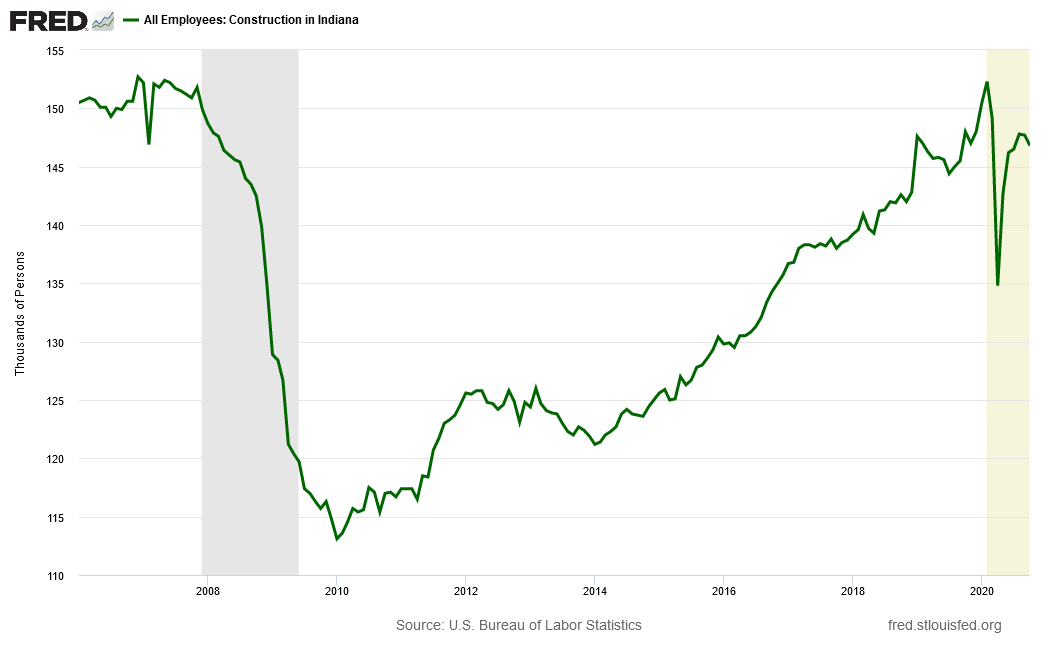 FRED All Employees: Construction in Indiana
155
150
145
140
135
130
125
120
115
110
Thousands of Persons
2008 2010 2012 2014 2016 2018 2020
Source: U.S. Bureau of Labor Statistics fred.stlouisfed.org